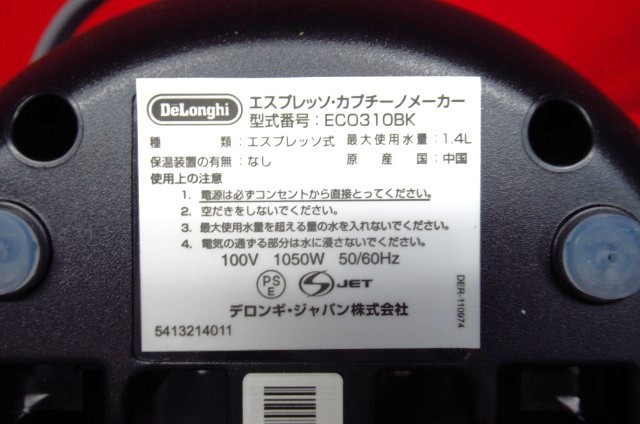 DeLonghi
エスプレッソ・カプチーノメーカー
型式番号：ECO310BK
種　　類：エスプレッソ式 最大使用水量：1.4L
保温装置の有無：なし 原　産　国：中国
使用上の注意
1. 電源は必ずコンセントから直接とってください。
2. 空だきをしないでください。
3. 最大使用水量を超える量の水を入れないでください。
4. 電気の通ずる部分は水に浸さないでください。
100V 1050W 50/60Hz
PS
E
S JET
デロンギ・ジャパン株式会社
5413214011
DER-110974